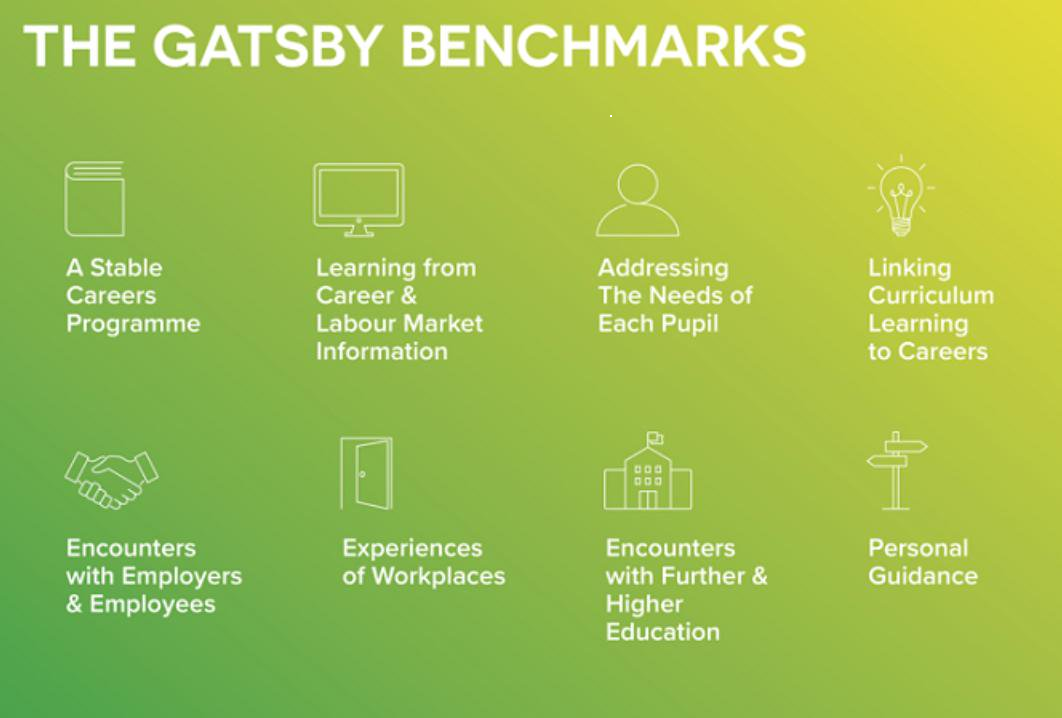 THE GATSBY BENCHMARKS
A Stable
Careers
Programme
Learning from
Career &
Labour Market
Information
Addressing
The Needs of
Each Pupil
Linking
Curriculum
Learning
to Careers
Encounters
with Employers
& Employees
Experiences
of Workplaces
Encounters
with Further &
Higher
Education
Personal
Guidance